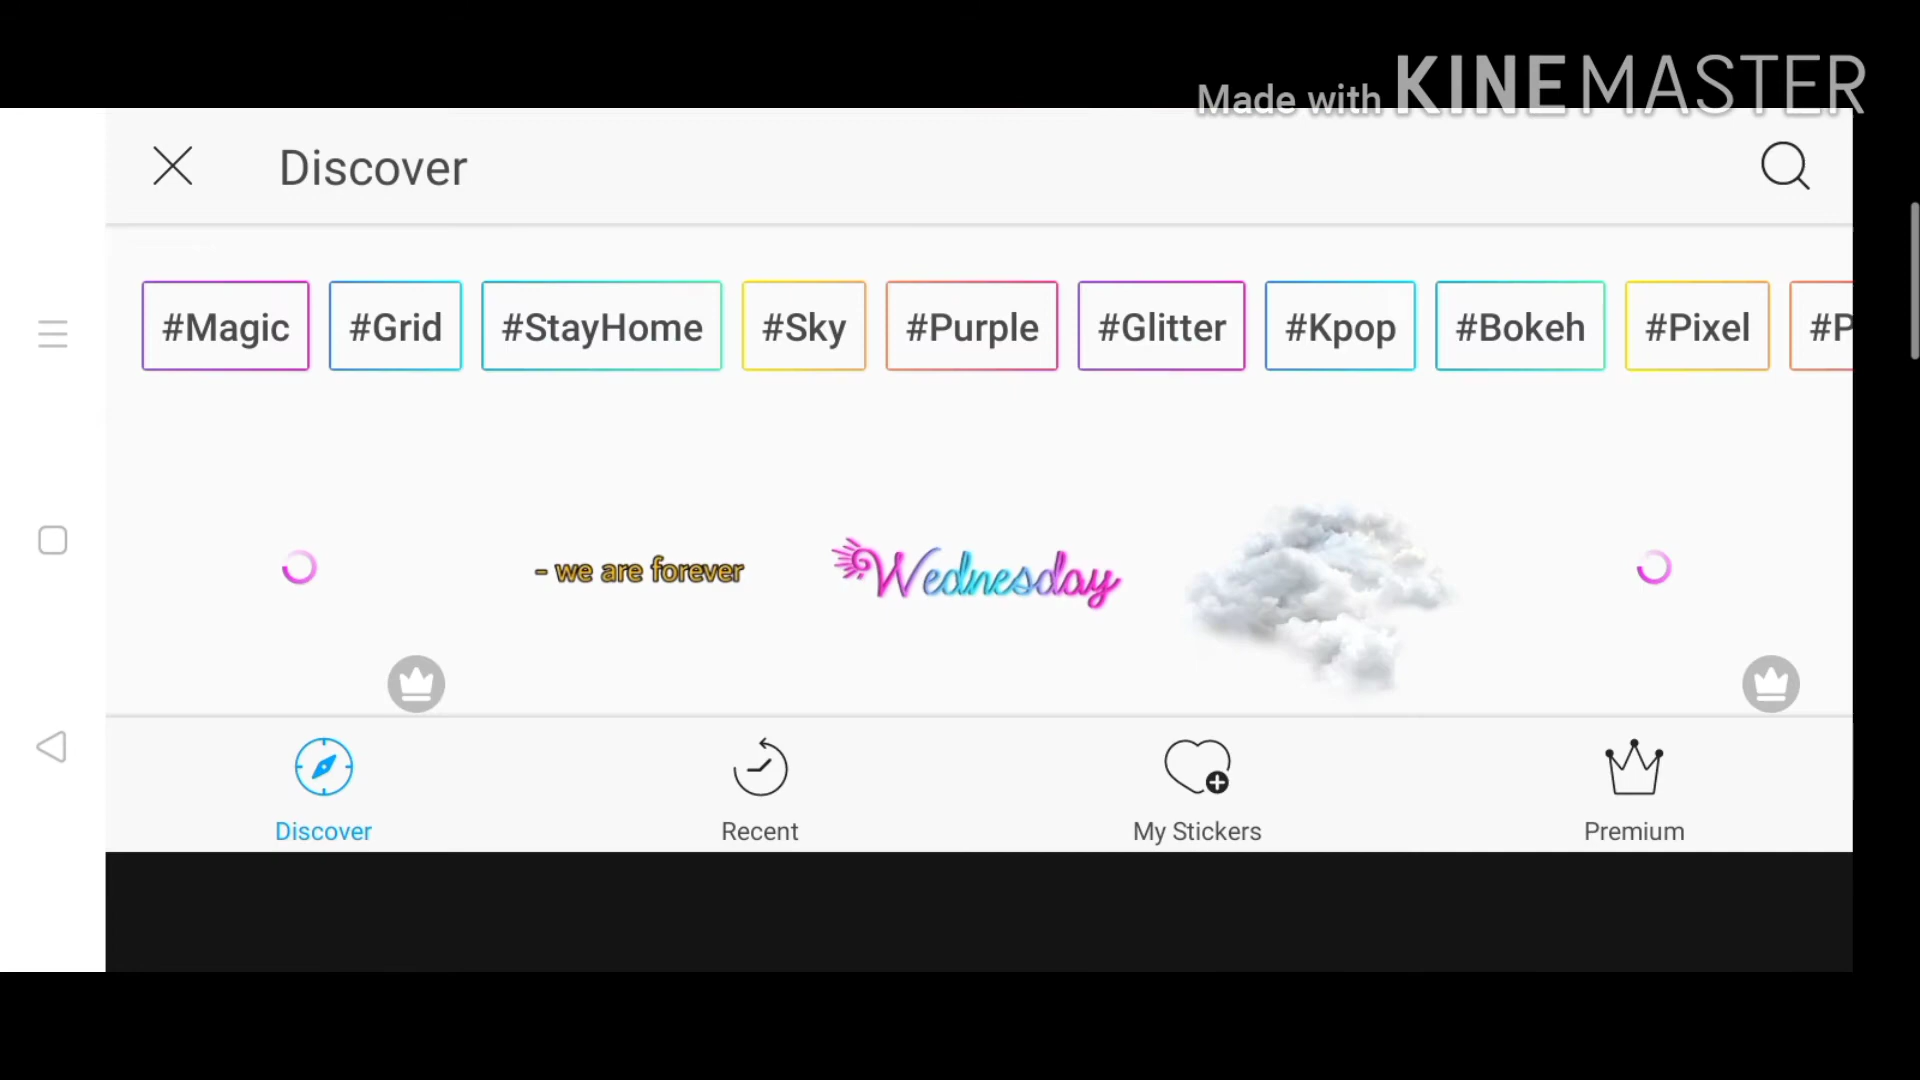 Made with KINEMASTER
Discover
#Magic #Grid #StayHome #Sky #Purple #Glitter #Kpop #Bokeh #Pixel #P
- we are forever
Wednesday
Discover Recent My Stickers Premium